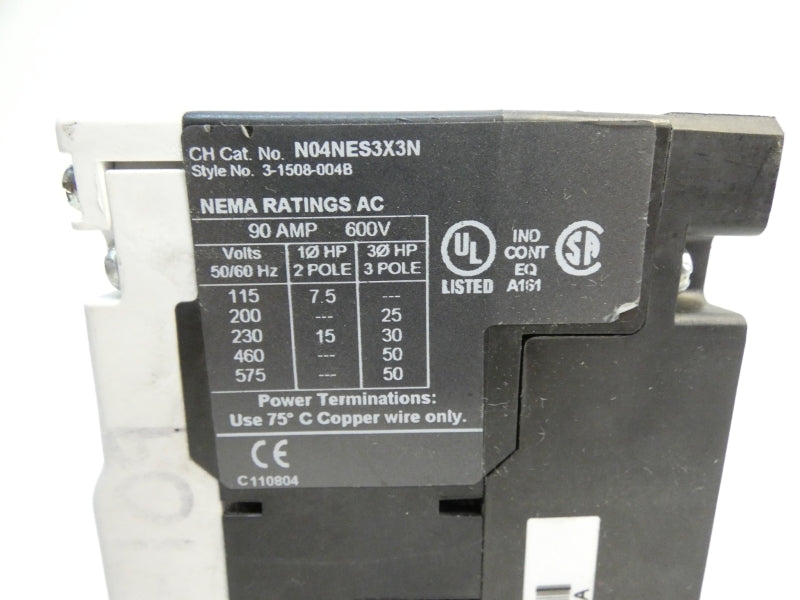 CH Cat. No. N04NES3X3N
Style No. 3-1508-004B
NEMA RATINGS AC
90 AMP 600V
Volts 1Ø HP 3Ø HP
50/60 Hz 2 POLE 3 POLE
115 7.5 ---
200 --- 25
230 15 30
460 --- 50
575 --- 50
Power Terminations:
Use 75° C Copper wire only.
CE
C110804
UL
LISTED
IND
CONT
EQ
A161
SA
101
A